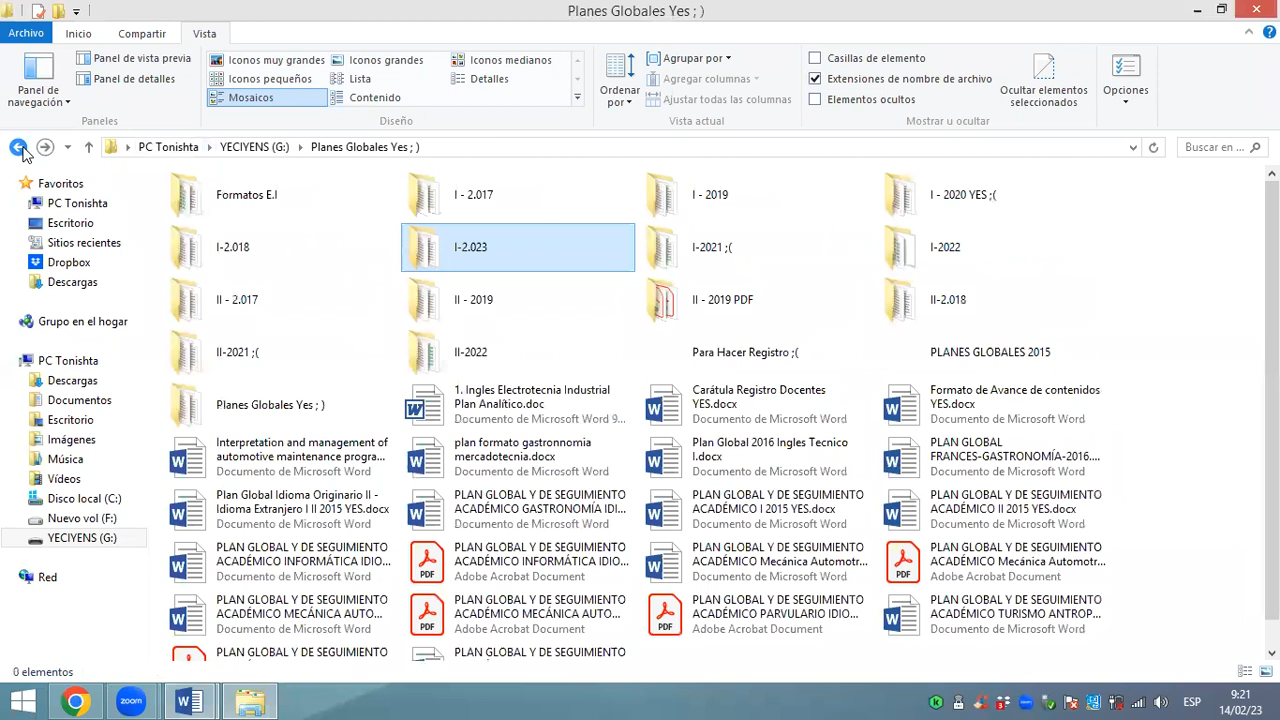 Planes Globales Yes ; )
Archivo
Inicio
Compartir
Vista
Panel de navegación
Panel de vista previa
Panel de detalles
Paneles
Iconos muy grandes
Iconos grandes
Iconos medianos
Iconos pequeños
Lista
Detalles
Mosaicos
Contenido
Diseño
Ordenar por
Agrupar por
Agregar columnas
Ajustar todas las columnas
Vista actual
Casillas de elemento
Extensiones de nombre de archivo
Elementos ocultos
Ocultar elementos seleccionados
Mostrar u ocultar
Opciones
PC Tonishta
YECIYENS (G:)
Planes Globales Yes ; )
Buscar en ...
Favoritos
PC Tonishta
Escritorio
Sitios recientes
Dropbox
Descargas
Grupo en el hogar
PC Tonishta
Descargas
Documentos
Escritorio
Imágenes
Música
Vídeos
Disco local (C:)
Nuevo vol (F:)
YECIYENS (G:)
Red
Formatos E.I
I - 2.017
I - 2019
I - 2020 YES ;(
I-2.018
I-2.023
I-2021 ;(
I-2022
II - 2.017
II - 2019
II - 2019 PDF
II-2.018
II-2021 ;(
II-2022
Para Hacer Registro ;(
PLANES GLOBALES 2015
Planes Globales Yes ; )
1. Ingles Electrotecnia Industrial
Plan Analítico.doc
Documento de Microsoft Word 9...
Carátula Registro Docentes
YES.docx
Documento de Microsoft Word
Formato de Avance de contenidos
YES.docx
Documento de Microsoft Word
Interpretation and management of
automotive maintenance progra...
Documento de Microsoft Word
plan formato gastronnomia
mercadotecnia.docx
Documento de Microsoft Word
Plan Global 2016 Ingles Tecnico
I.docx
Documento de Microsoft Word
PLAN GLOBAL
FRANCES-GASTRONOMÍA-2016....
Documento de Microsoft Word
Plan Global Idioma Originario II -
Idioma Extranjero I II 2015 YES.docx
Documento de Microsoft Word
PLAN GLOBAL Y DE SEGUIMIENTO
ACADÉMICO GASTRONOMÍA IDI...
Documento de Microsoft Word
PLAN GLOBAL Y DE SEGUIMIENTO
ACADÉMICO I 2015 YES.docx
Documento de Microsoft Word
PLAN GLOBAL Y DE SEGUIMIENTO
ACADÉMICO II 2015 YES.docx
Documento de Microsoft Word
PLAN GLOBAL Y DE SEGUIMIENTO
ACADÉMICO INFORMÁTICA IDIO...
Documento de Microsoft Word
PLAN GLOBAL Y DE SEGUIMIENTO
ACADÉMICO INFORMÁTICA IDIO...
Adobe Acrobat Document
PLAN GLOBAL Y DE SEGUIMIENTO
ACADÉMICO Mecánica Automotr...
Documento de Microsoft Word
PLAN GLOBAL Y DE SEGUIMIENTO
ACADÉMICO Mecánica Automotr...
Adobe Acrobat Document
PLAN GLOBAL Y DE SEGUIMIENTO
ACADÉMICO MECÁNICA AUTO...
Documento de Microsoft Word
PLAN GLOBAL Y DE SEGUIMIENTO
ACADÉMICO MECÁNICA AUTO...
Adobe Acrobat Document
PLAN GLOBAL Y DE SEGUIMIENTO
ACADÉMICO PARVULARIO IDIO...
Adobe Acrobat Document
PLAN GLOBAL Y DE SEGUIMIENTO
ACADÉMICO TURISMO ANTROP...
Documento de Microsoft Word
PLAN GLOBAL Y DE SEGUIMIENTO
PLAN GLOBAL Y DE SEGUIMIENTO
0 elementos
zoom
ESP
9:21
14/02/23